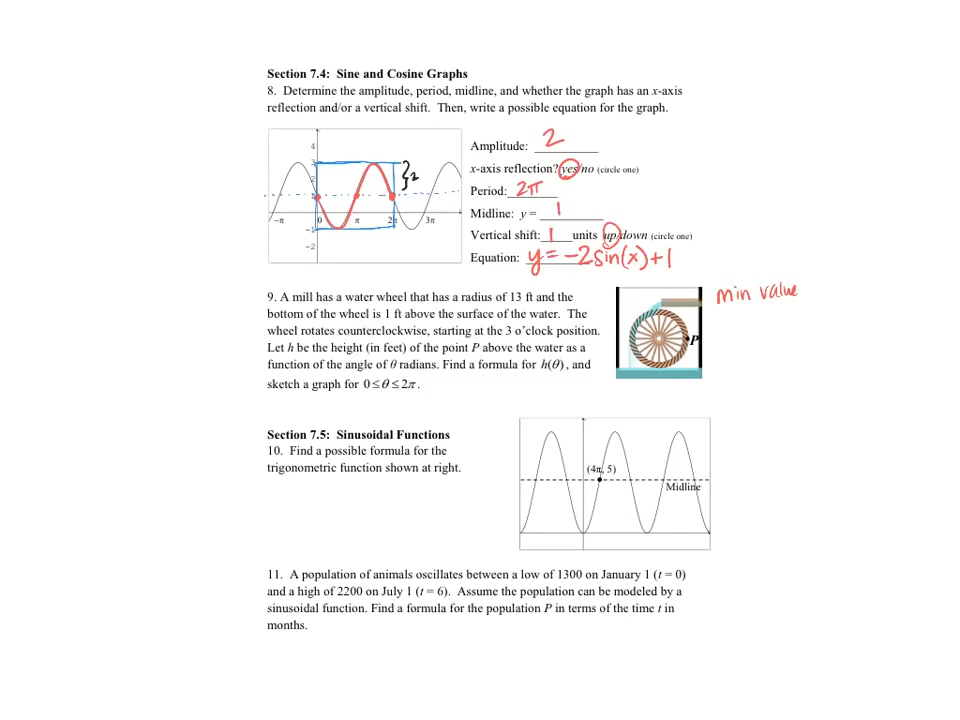 Section 7.4: Sine and Cosine Graphs
8. Determine the amplitude, period, midline, and whether the graph has an x-axis
reflection and/or a vertical shift. Then, write a possible equation for the graph.
4
3
2
1
-1
-2
-π 0 π 2π 3π
}2
Amplitude: 2
x-axis reflection? yes/no (circle one)
Period: 2π
Midline: y = 1
Vertical shift: 1 units up/down (circle one)
Equation: y = -2sin(x)+1
9. A mill has a water wheel that has a radius of 13 ft and the
bottom of the wheel is 1 ft above the surface of the water. The
wheel rotates counterclockwise, starting at the 3 o'clock position.
Let h be the height (in feet) of the point P above the water as a
function of the angle of θ radians. Find a formula for h(θ), and
sketch a graph for 0 ≤ θ ≤ 2π.
P
min value
Section 7.5: Sinusoidal Functions
10. Find a possible formula for the
trigonometric function shown at right.
(4π, 5)
Midline
11. A population of animals oscillates between a low of 1300 on January 1 (t = 0)
and a high of 2200 on July 1 (t = 6). Assume the population can be modeled by a
sinusoidal function. Find a formula for the population P in terms of the time t in
months.